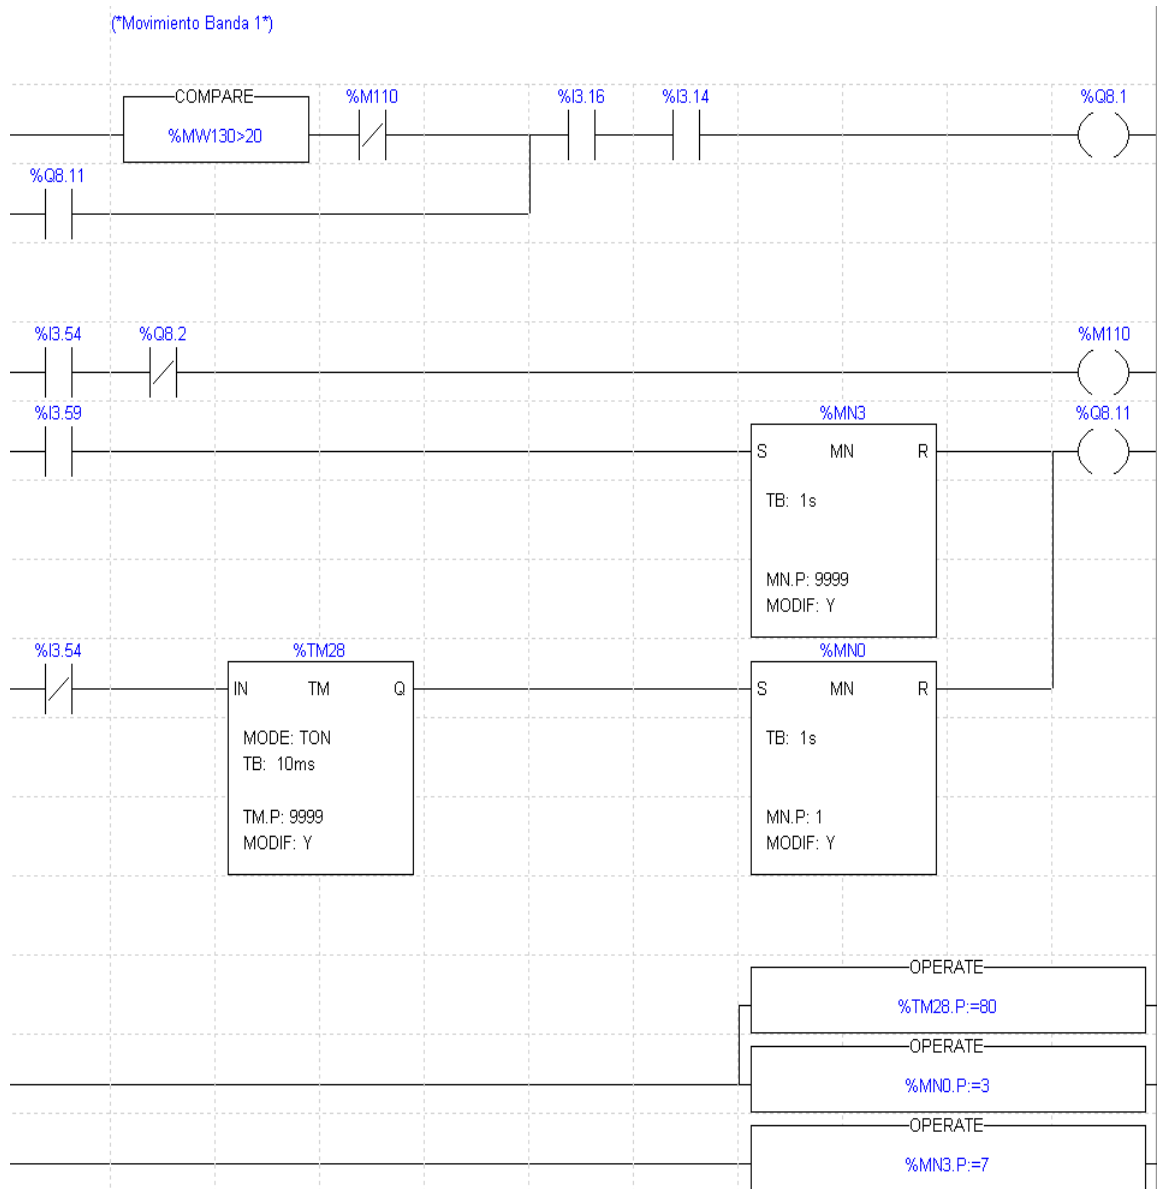 (*Movimiento Banda 1*)
COMPARE
%M110
%I3.16
%I3.14
%Q8.1
%MW130>20
%Q8.11
%I3.54
%Q8.2
%M110
%I3.59
%MN3
%Q8.11
S MN R
TB: 1s
MN.P: 9999
MODIF: Y
%I3.54
%TM28
%MN0
IN TM Q
S MN R
MODE: TON
TB: 1s
TB: 10ms
TM.P: 9999
MN.P: 1
MODIF: Y
MODIF: Y
OPERATE
%TM28.P:=80
OPERATE
%MN0.P:=3
OPERATE
%MN3.P:=7